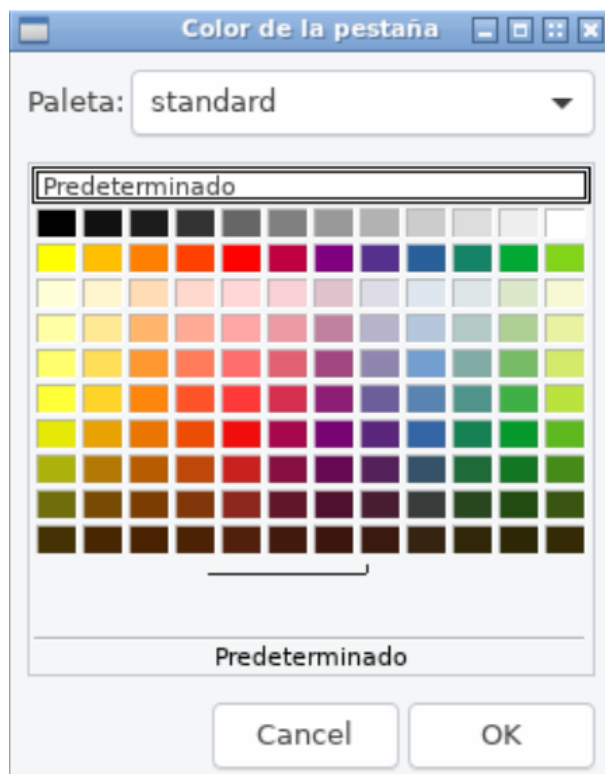 Color de la pestaña
Paleta: standard
Predeterminado
Predeterminado
Cancel OK